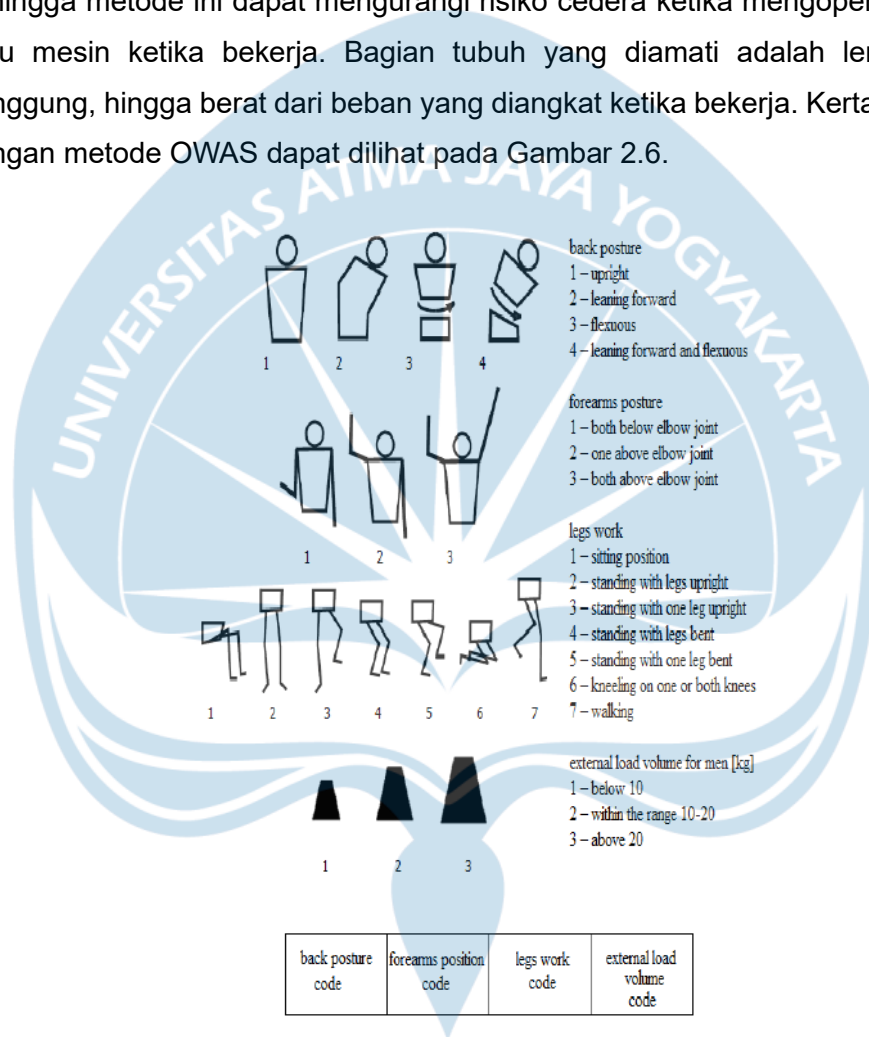 hingga metode ini dapat mengurangi risiko cedera ketika
mesin ketika bekerja. Bagian tubuh yang diamati adalah
hingga berat dari beban yang diangkat ketika bekerja.
metode OWAS dapat dilihat pada Gambar 2.6.
UNIVERSITAS ATMA JAYA YOGYAKARTA
back posture
1 – upright
2 – leaning forward
3 – flexuous
4 – leaning forward and flexuous
1 2 3 4
forearms posture
1 – both below elbow joint
2 – one above elbow joint
3 – both above elbow joint
1 2 3
legs work
1 – sitting position
2 – standing with legs upright
3 – standing with one leg upright
4 – standing with legs bent
5 – standing with one leg bent
6 – kneeling on one or both knees
7 – walking
1 2 3 4 5 6 7
external load volume for men [kg]
1 – below 10
2 – within the range 10-20
3 – above 20
1 2 3
back posture code
forearms position code
legs work code
external load volume code